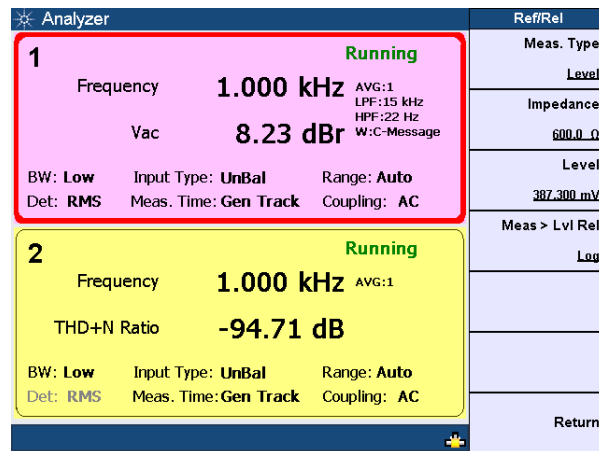 Analyzer
1
Running
Frequency 1.000 kHz AVG:1
LPF:15 kHz
HPF:22 Hz
Vac 8.23 dBr W:C-Message
BW: Low Input Type: UnBal Range: Auto
Det: RMS Meas. Time: Gen Track Coupling: AC
2
Running
Frequency 1.000 kHz AVG:1
THD+N Ratio -94.71 dB
BW: Low Input Type: UnBal Range: Auto
Det: RMS Meas. Time: Gen Track Coupling: AC
Ref/Rel
Meas. Type
Level
Impedance
600.0 Ω
Level
387.300 mV
Meas > Lvl Rel
Log
Return